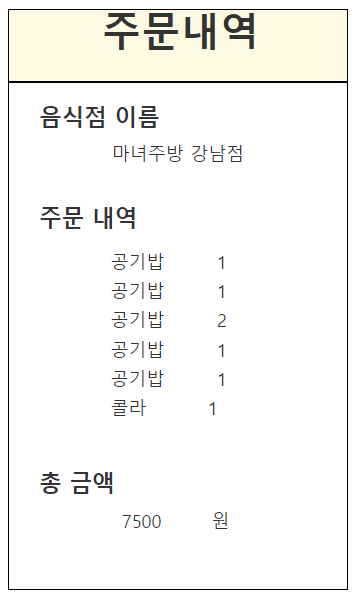 주문내역
음식점 이름
마녀주방 강남점
주문 내역
공기밥 1
공기밥 1
공기밥 2
공기밥 1
공기밥 1
콜라 1
총 금액
7500 원